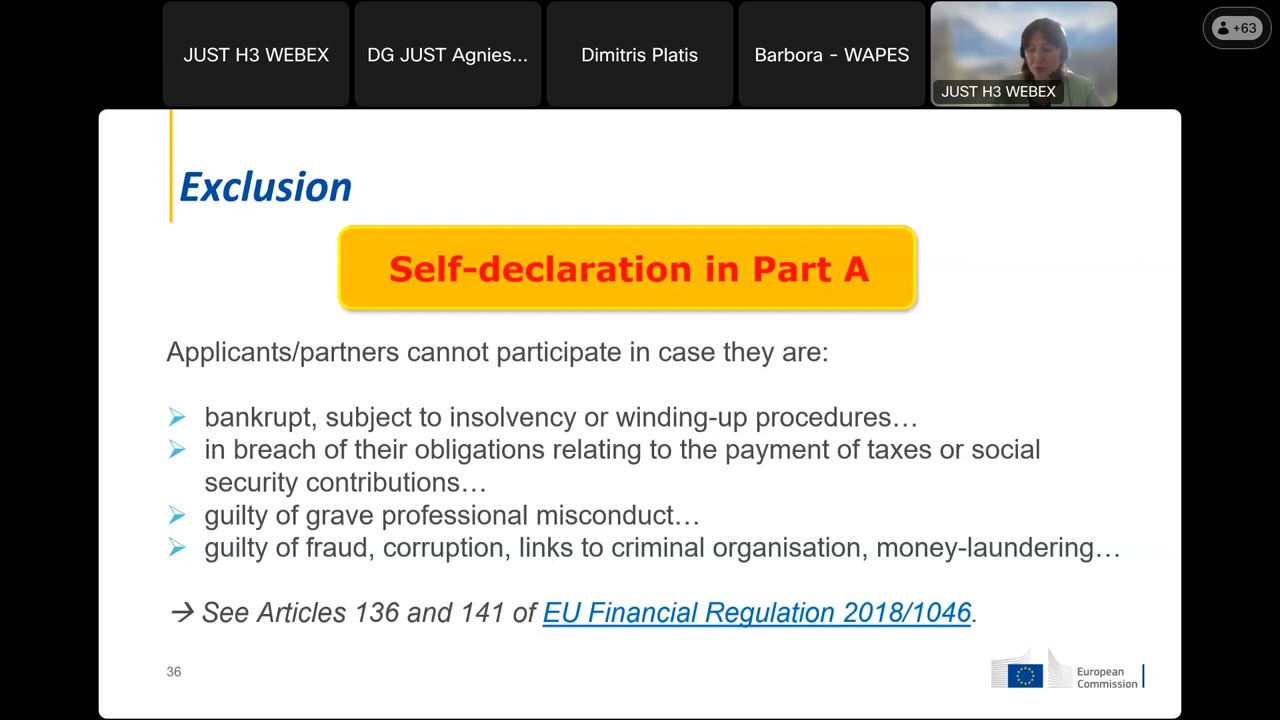 JUST H3 WEBEX
DG JUST Agnies...
Dimitris Platis
Barbora - WAPES
JUST H3 WEBEX
+63
Exclusion
Self-declaration in Part A
Applicants/partners cannot participate in case they are:
➢ bankrupt, subject to insolvency or winding-up procedures…
➢ in breach of their obligations relating to the payment of taxes or social
security contributions…
➢ guilty of grave professional misconduct…
➢ guilty of fraud, corruption, links to criminal organisation, money-laundering…
→ See Articles 136 and 141 of EU Financial Regulation 2018/1046.
36
European
Commission